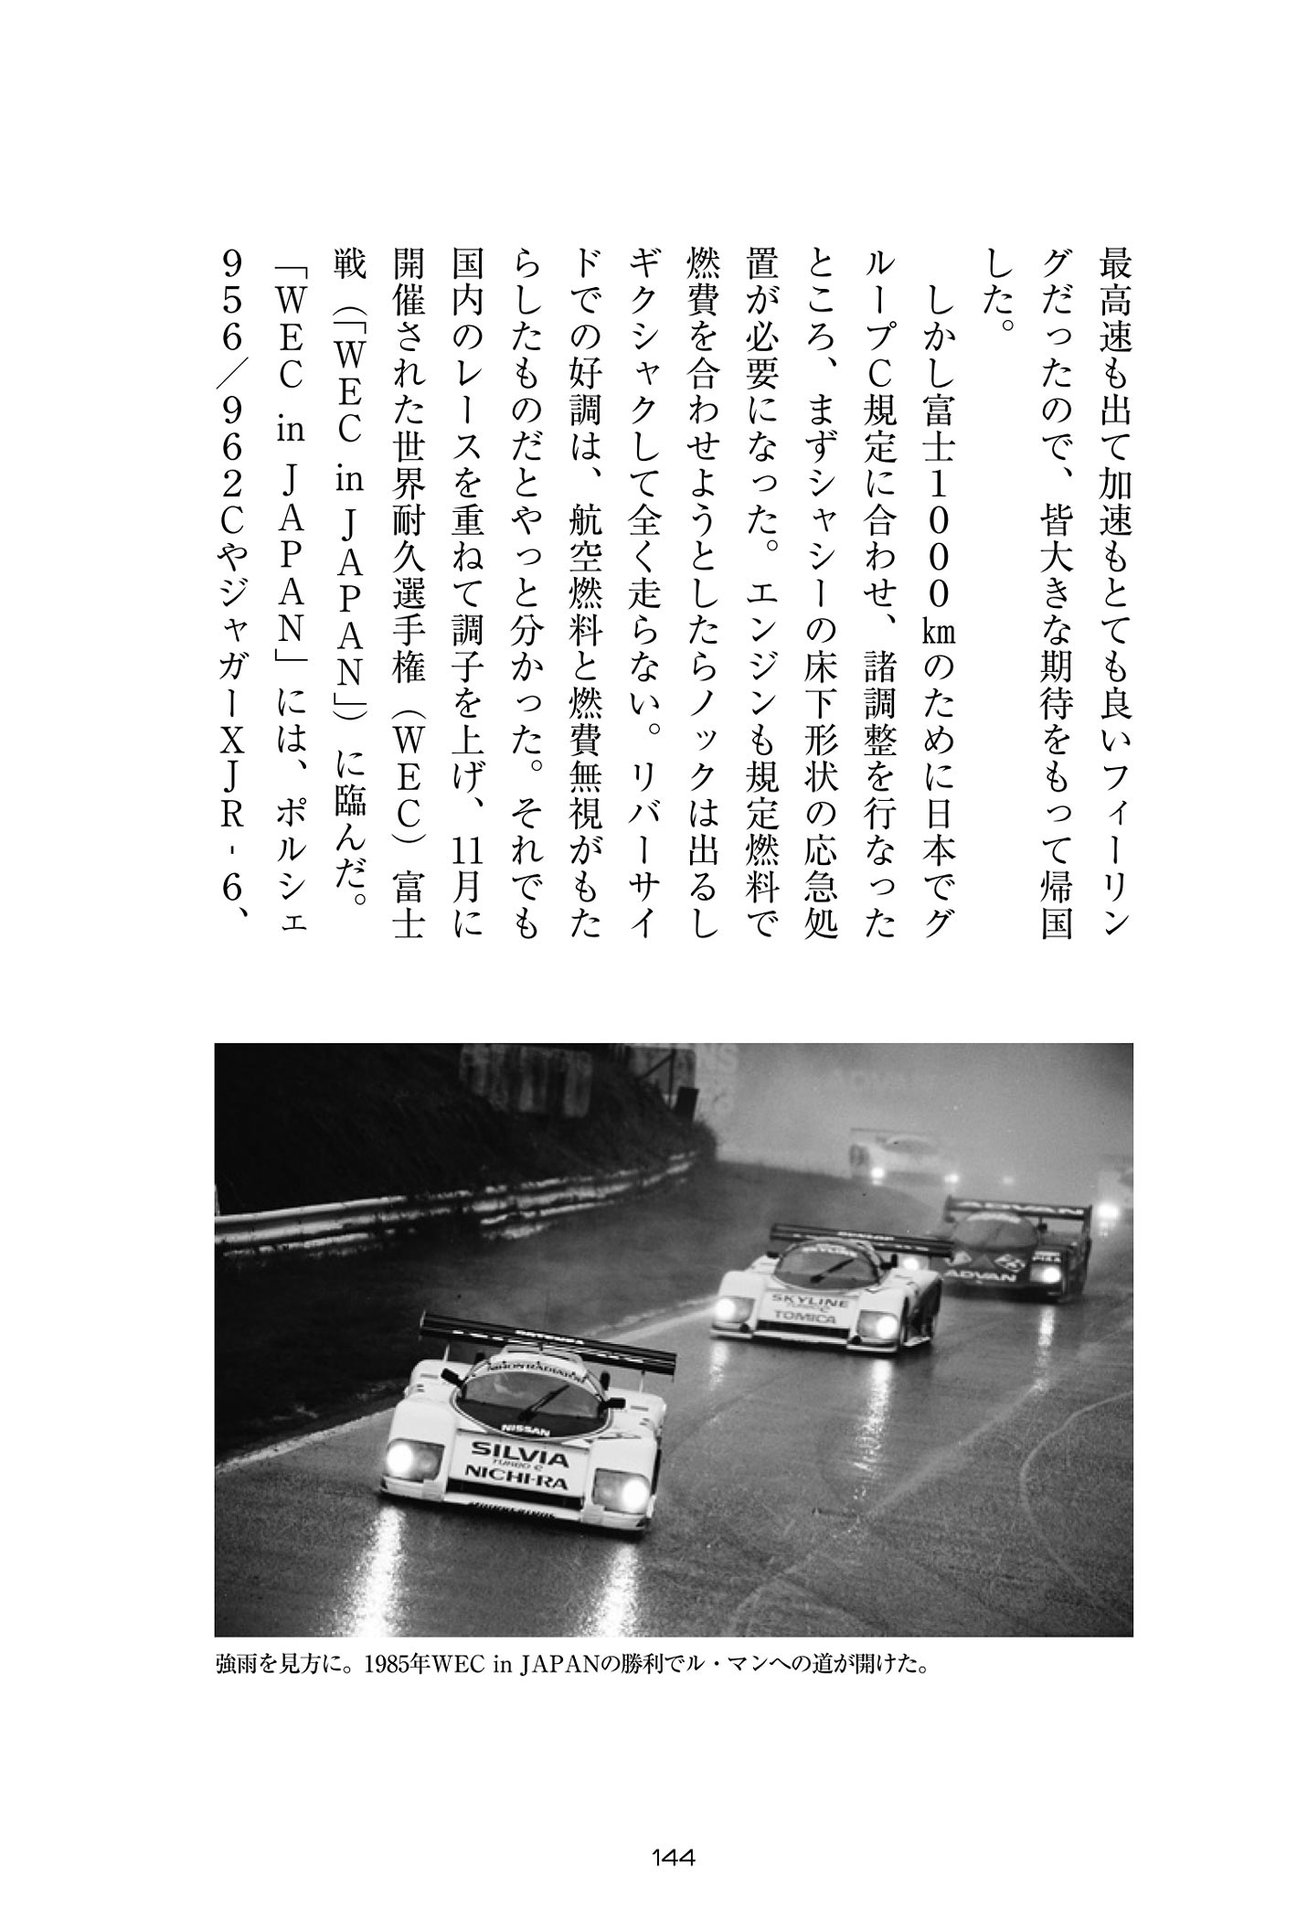 最高速も出て加速もとても良いフィーリン
グだったので、皆大きな期待をもって帰国
した。
しかし富士１０００㎞のために日本でグ
ループＣ規定に合わせ、諸調整を行なった
ところ、まずシャシーの床下形状の応急処
置が必要になった。エンジンも規定燃料で
燃費を合わせようとしたらノックは出るし
ギクシャクして全く走らない。リバーサイ
ドでの好調は、航空燃料と燃費無視がもた
らしたものだとやっと分かった。それでも
国内のレースを重ねて調子を上げ、11月に
開催された世界耐久選手権（ＷＥＣ）富士
戦（「ＷＥＣ in ＪＡＰＡＮ」）に臨んだ。
「ＷＥＣ in ＪＡＰＡＮ」には、ポルシェ
９５６／９６２ＣやジャガーＸＪＲ-６、
ADVAN
ADVAN
SKYLINE
SKYLINE
TURBO C
TOMICA
NISSAN
SILVIA
TURBO C
NICHI-RA
強雨を見方に。1985年WEC in JAPANの勝利でル・マンへの道が開けた。
144